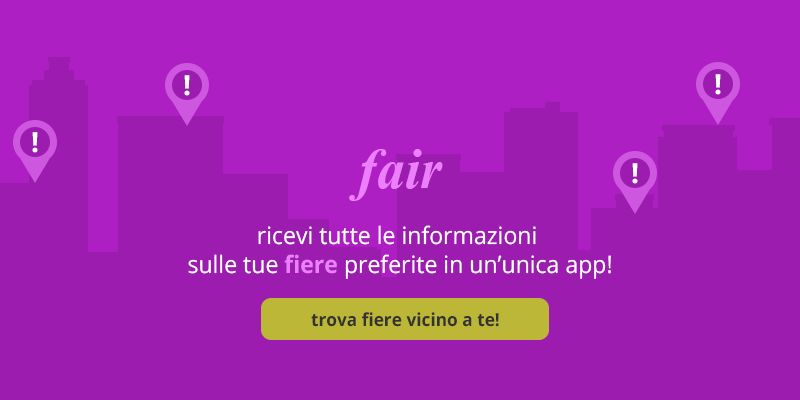 !
!
!
!
fair
ricevi tutte le informazioni
sulle tue fiere preferite in un’unica app!
trova fiere vicino a te!